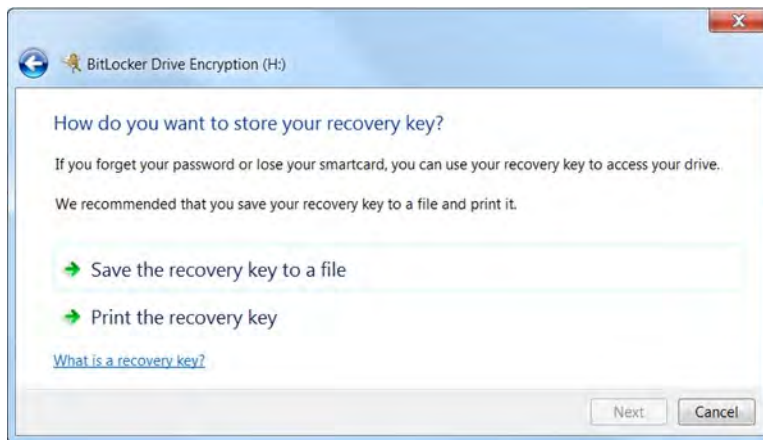 BitLocker Drive Encryption (H:)
How do you want to store your recovery key?
If you forget your password or lose your smartcard, you can use your recovery key to access your drive.
We recommended that you save your recovery key to a file and print it.
Save the recovery key to a file
Print the recovery key
What is a recovery key?
Next Cancel